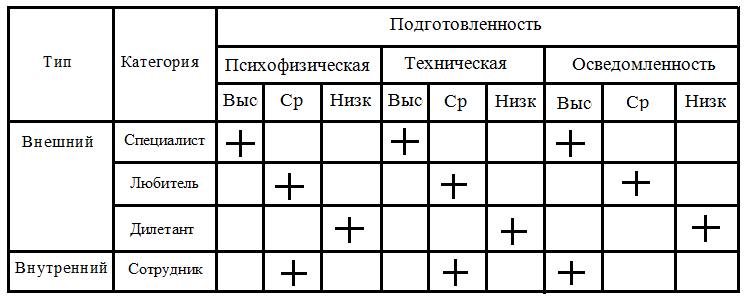 Подготовленность
Тип Категория
Психофизическая Техническая Осведомленность
Выс Ср Низк Выс Ср Низк Выс Ср Низк
Внешний Специалист + + +
Любитель + + +
Дилетант + + +
Внутренний Сотрудник + + +